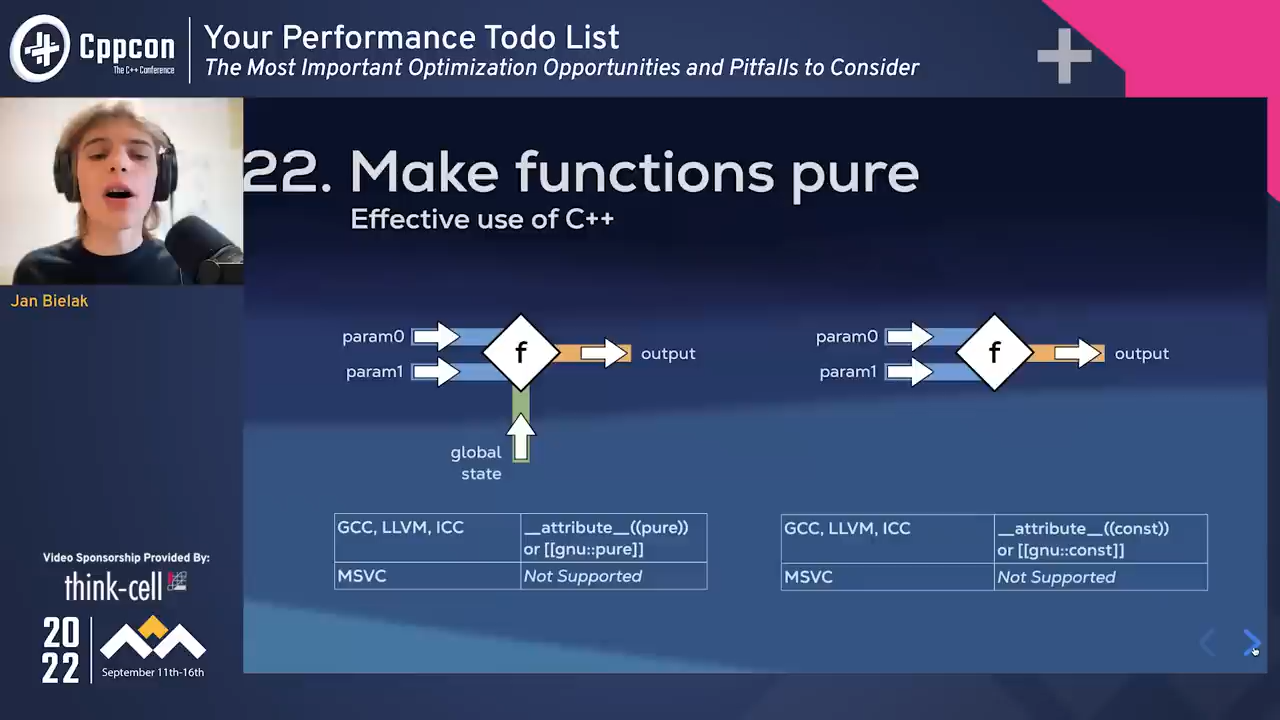 Cppcon
The C++ Conference
Your Performance Todo List
The Most Important Optimization Opportunities and Pitfalls to Consider
Jan Bielak
22. Make functions pure
Effective use of C++
param0
param1
f
output
global
state
param0
param1
f
output
GCC, LLVM, ICC
__attribute__((pure))
or [[gnu::pure]]
MSVC
Not Supported
GCC, LLVM, ICC
__attribute__((const))
or [[gnu::const]]
MSVC
Not Supported
Video Sponsorship Provided By:
think-cell
20
22
September 11th-16th